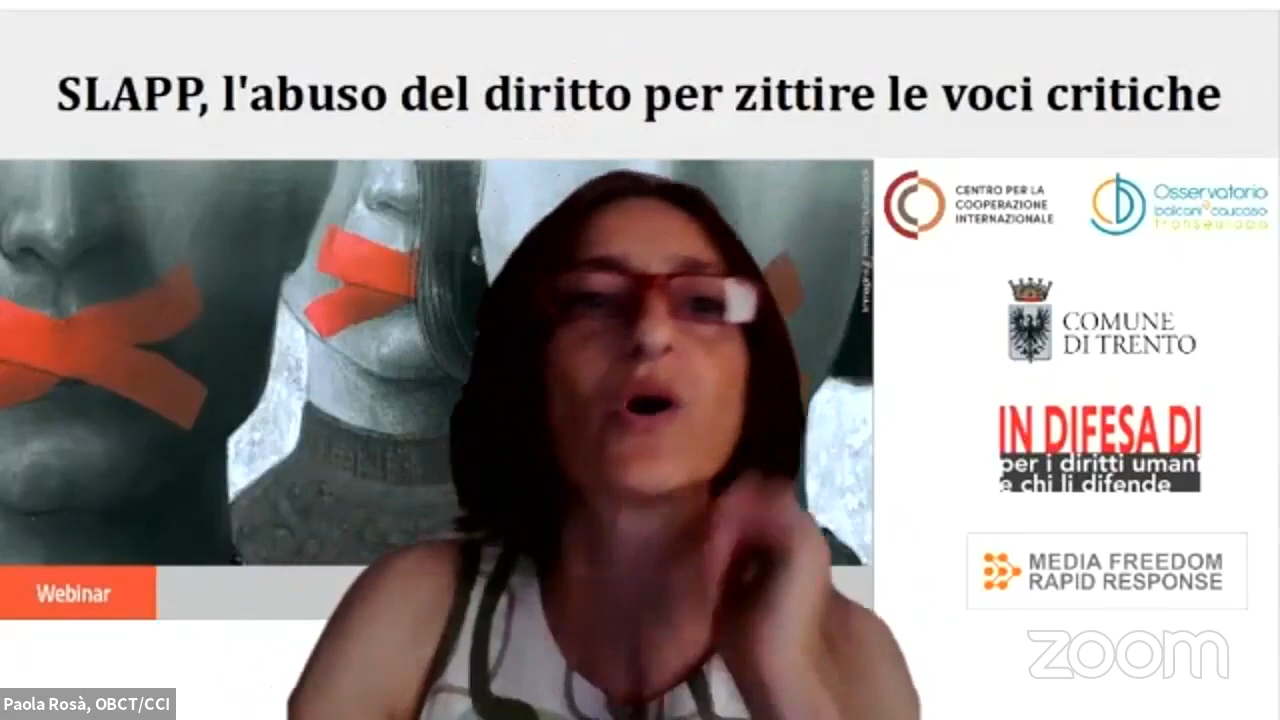 SLAPP, l'abuso del diritto per zittire le voci critiche
CENTRO PER LA
COOPERAZIONE
INTERNAZIONALE
Osservatorio
balcani e caucaso
transeuropa
COMUNE
DI TRENTO
IN DIFESA DI
per i diritti umani
e chi li difende
MEDIA FREEDOM
RAPID RESPONSE
Webinar
zoom
Paola Rosà, OBCT/CCI